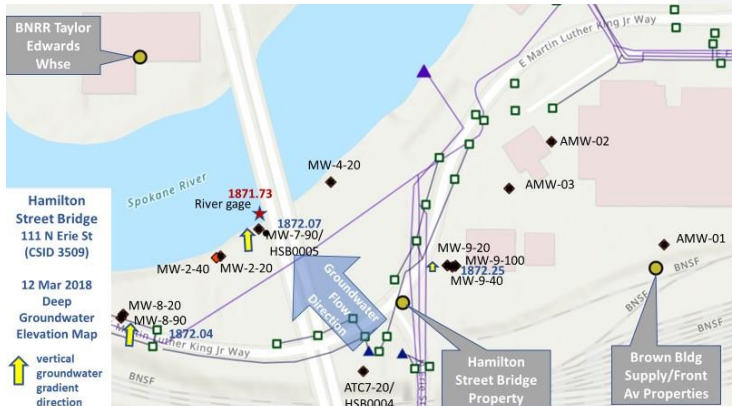 BNRR Taylor
Edwards
Whse
E Martin Luther King Jr Way
AMW-02
MW-4-20
AMW-03
Spokane River
1871.73
River gage
1872.07
MW-7-90/
HSB0005
Hamilton
Street Bridge
111 N Erie St
(CSID 3509)
12 Mar 2018
Deep
Groundwater
Elevation Map
vertical
groundwater
gradient
direction
MW-2-40
MW-2-20
MW-9-20
MW-9-100
1872.25
MW-9-40
AMW-01
BNSF
BNSF
Groundwater
Flow
Direction
MW-8-20
MW-8-90
1872.04
Martin Luther King Jr Way
BNSF
BNSF
ATC7-20/
HSB0004
Erie St
Hamilton
Street Bridge
Property
Brown Bldg
Supply/Front
Av Properties